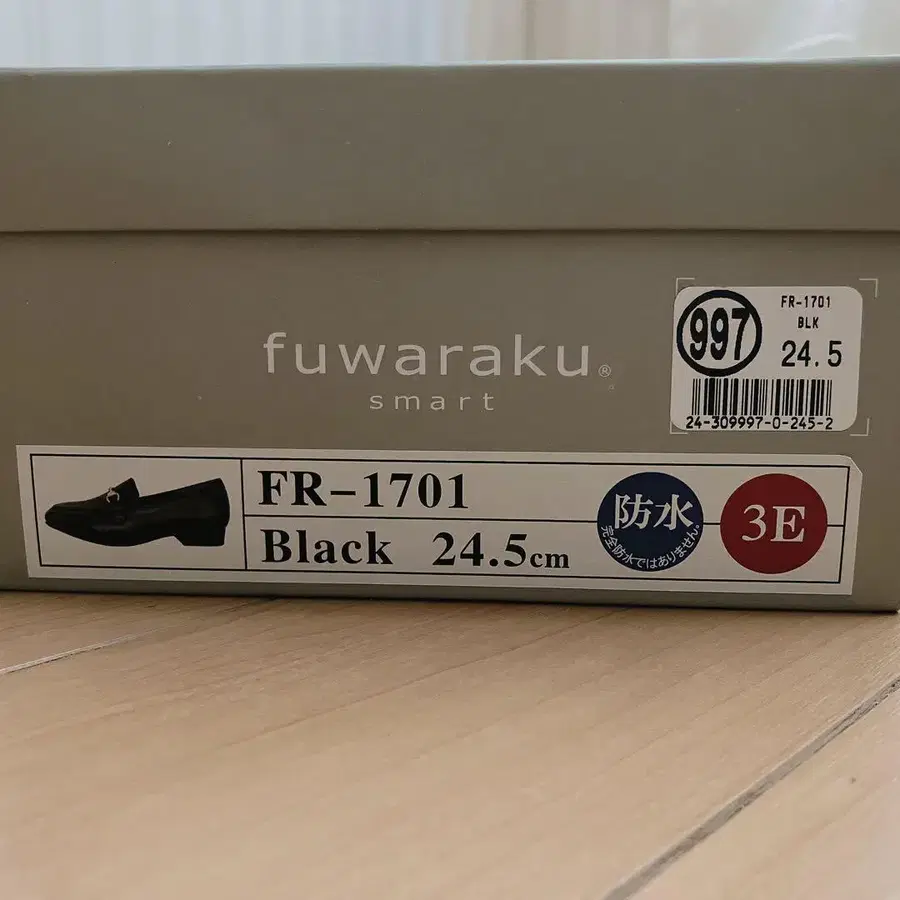 fuwaraku®
smart
997
FR-1701
BLK
24.5
24-309997-0-245-2
FR-1701
Black 24.5cm
防水
完全防水ではありません。
3E